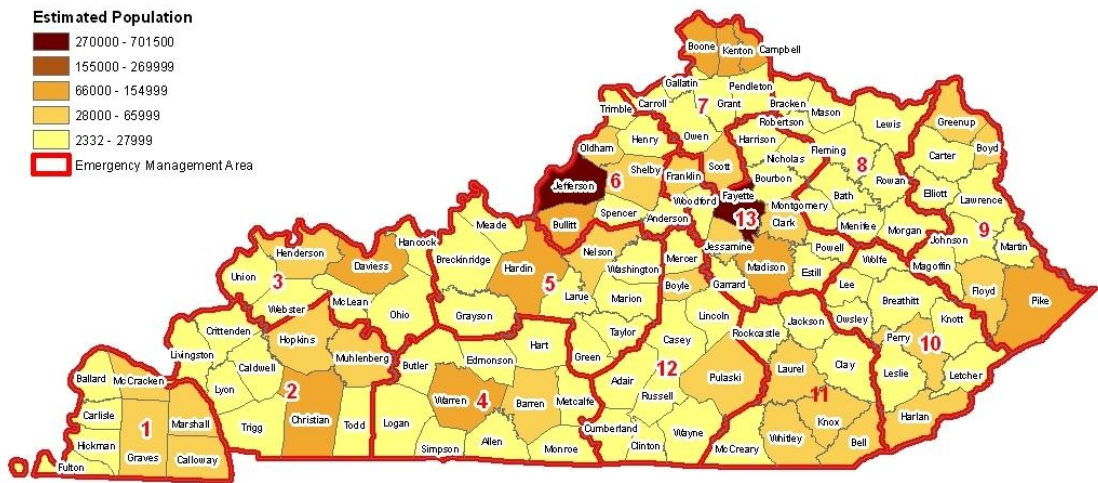 Estimated Population
270000 - 701500
155000 - 269999
66000 - 154999
28000 - 65999
2332 - 27999
Emergency Management Area
Boone Kenton Campbell
Gallatin Pendleton
Trimble Carroll 7 Grant Bracken Mason
Owen Robertson Lewis Greenup
Oldham Henry Harrison Fleming Boyd
Shelby Scott Nicholas 8 Carter
Jefferson 6 Franklin Bourbon Rowan
Woodford Fayette Bath Elliott
Spencer Anderson 13 Montgomery Lawrence
Bullitt Clark Menifee Morgan 9
Meade Nelson Mercer Jessamine Powell Johnson Martin
Hancock Breckinridge Washington Madison Wolfe Magoffin
Henderson Daviess Hardin 5 Boyle Garrard Estill Lee Floyd
Union 3 Larue Marion Breathitt Pike
Webster McLean Ohio Grayson Lincoln Jackson Owsley Knott
Crittenden Taylor Rockcastle Perry 10
Hopkins Hart Casey
Livingston Muhlenberg Butler Edmonson Green Laurel Clay Leslie Letcher
Caldwell 12 Pulaski
Ballard McCracken Lyon 2 Adair
Warren 4 Barren Metcalfe Russell 11 Harlan
Carlisle Marshall Christian Knox
1 Trigg Todd Logan Cumberland Wayne Whitley Bell
Hickman Allen
Graves Calloway Simpson Monroe Clinton McCreary
Fulton